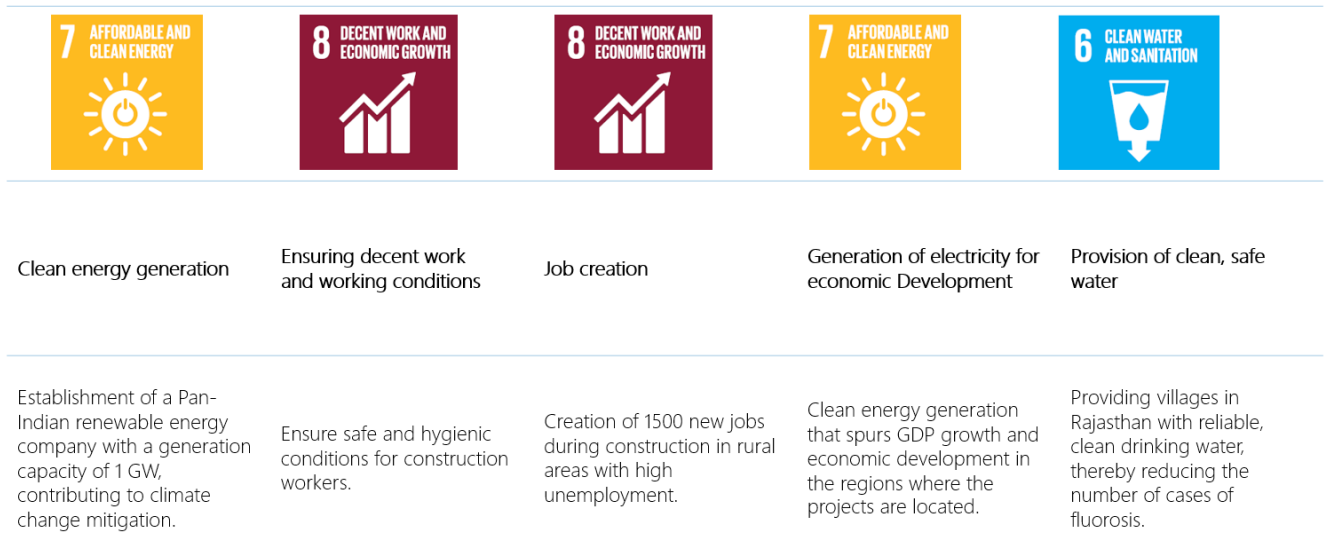 7 AFFORDABLE AND
CLEAN ENERGY
8 DECENT WORK AND
ECONOMIC GROWTH
8 DECENT WORK AND
ECONOMIC GROWTH
7 AFFORDABLE AND
CLEAN ENERGY
6 CLEAN WATER
AND SANITATION
Clean energy generation
Ensuring decent work
and working conditions
Job creation
Generation of electricity for
economic Development
Provision of clean, safe
water
Establishment of a Pan-
Indian renewable energy
company with a generation
capacity of 1 GW,
contributing to climate
change mitigation.
Ensure safe and hygienic
conditions for construction
workers.
Creation of 1500 new jobs
during construction in rural
areas with high
unemployment.
Clean energy generation
that spurs GDP growth and
economic development in
the regions where the
projects are located.
Providing villages in
Rajasthan with reliable,
clean drinking water,
thereby reducing the
number of cases of
fluorosis.